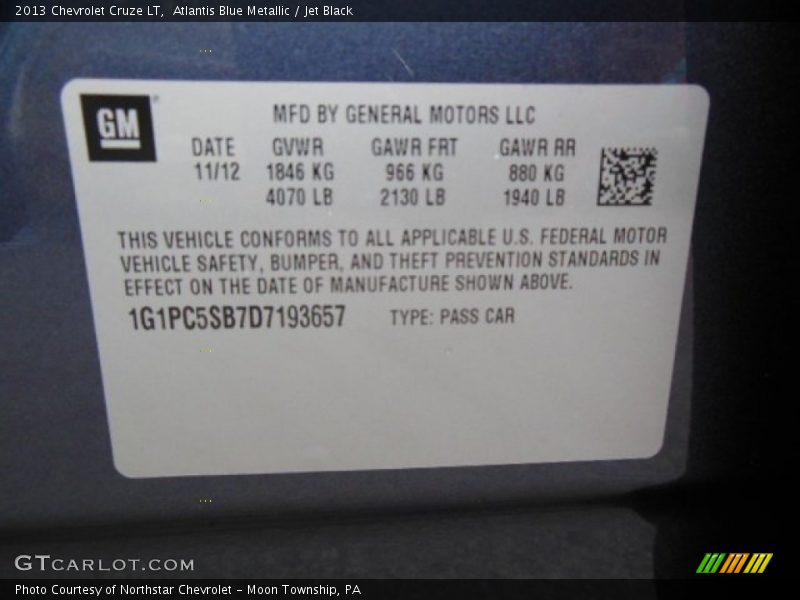 2013 Chevrolet Cruze LT, Atlantis Blue Metallic / Jet Black
GM
MFD BY GENERAL MOTORS LLC
DATE GVWR GAWR FRT GAWR RR
11/12 1846 KG 966 KG 880 KG
4070 LB 2130 LB 1940 LB
THIS VEHICLE CONFORMS TO ALL APPLICABLE U.S. FEDERAL MOTOR
VEHICLE SAFETY, BUMPER, AND THEFT PREVENTION STANDARDS IN
EFFECT ON THE DATE OF MANUFACTURE SHOWN ABOVE.
1G1PC5SB7D7193657 TYPE: PASS CAR
GTCARLOT.COM
Photo Courtesy of Northstar Chevrolet - Moon Township, PA